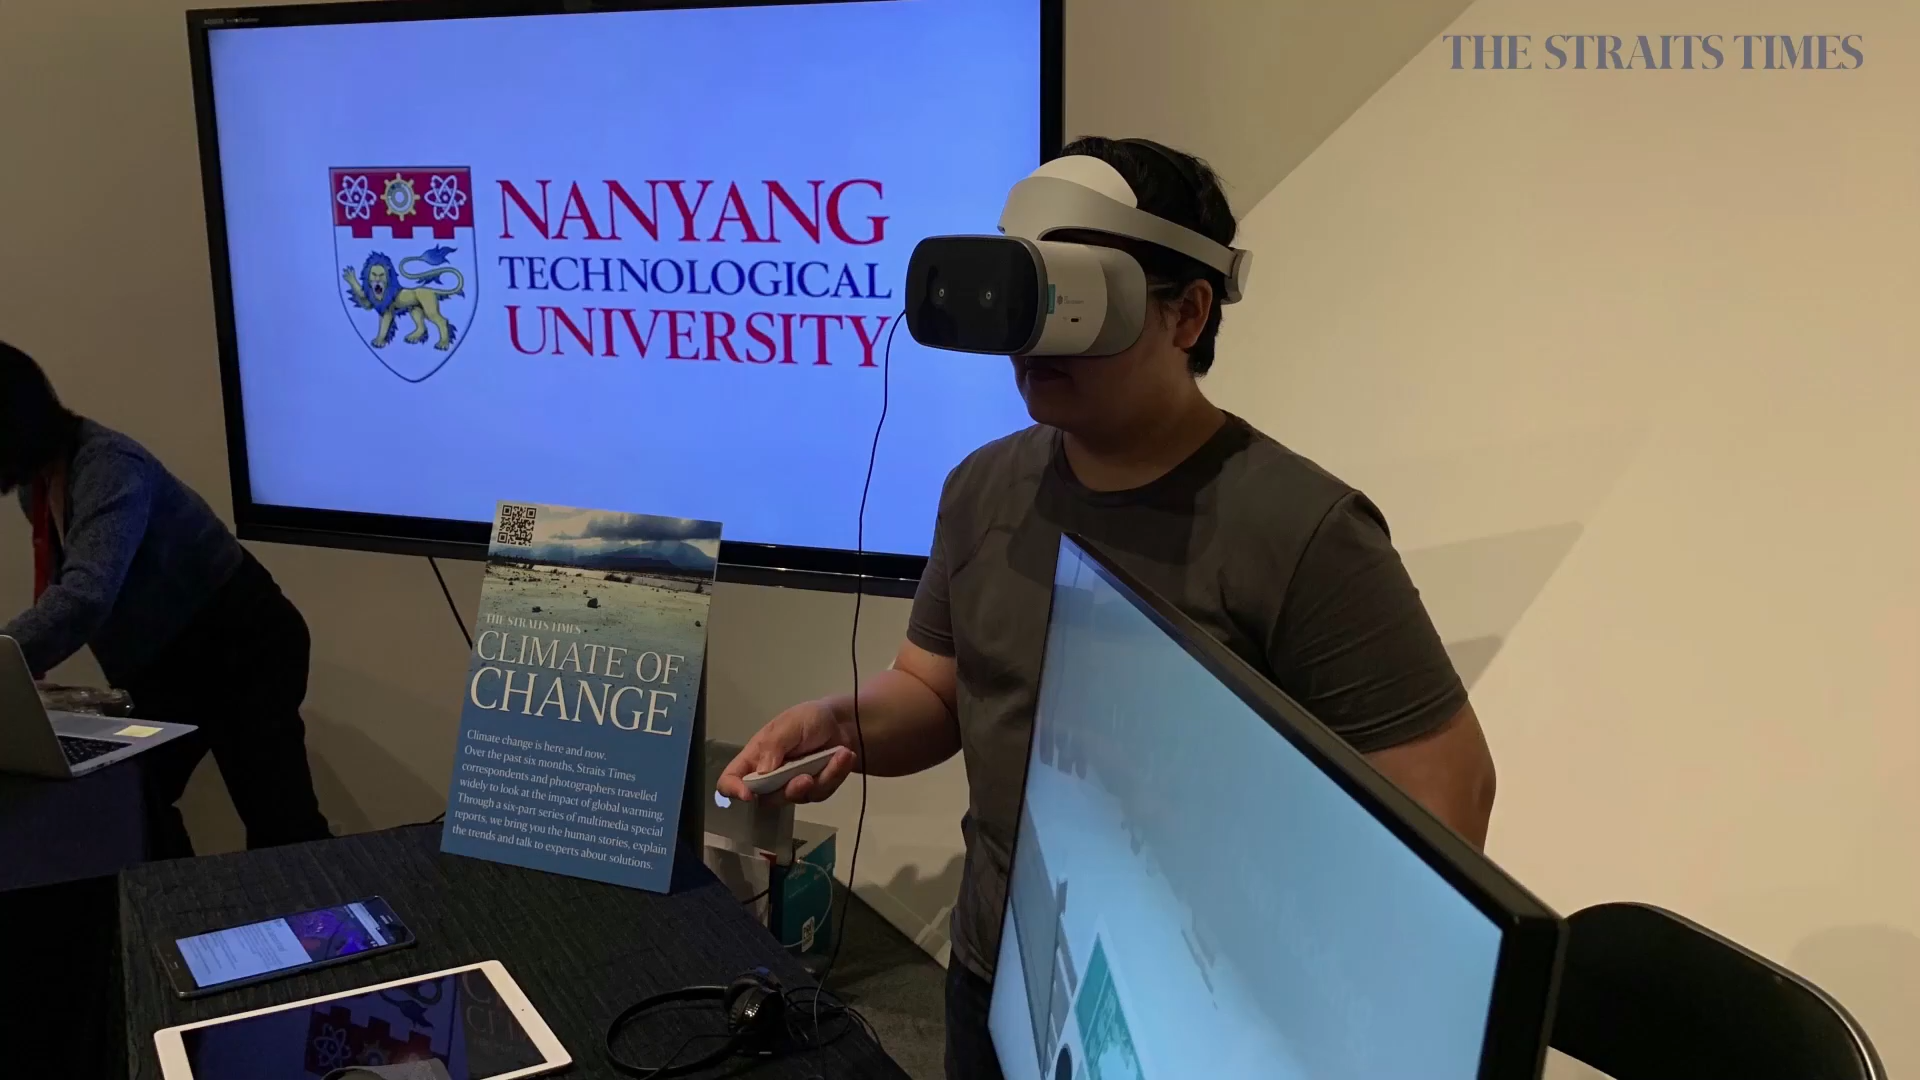 THE STRAITS TIMES
NANYANG
TECHNOLOGICAL
UNIVERSITY
THE STRAITS TIMES
CLIMATE OF
CHANGE
Climate change is here and now.
Over the past six months, Straits Times
correspondents and photographers travelled
widely to look at the impact of global warming.
Through a six-part series of multimedia special
reports, we bring you the human stories, explain
the trends and talk to experts about solutions.